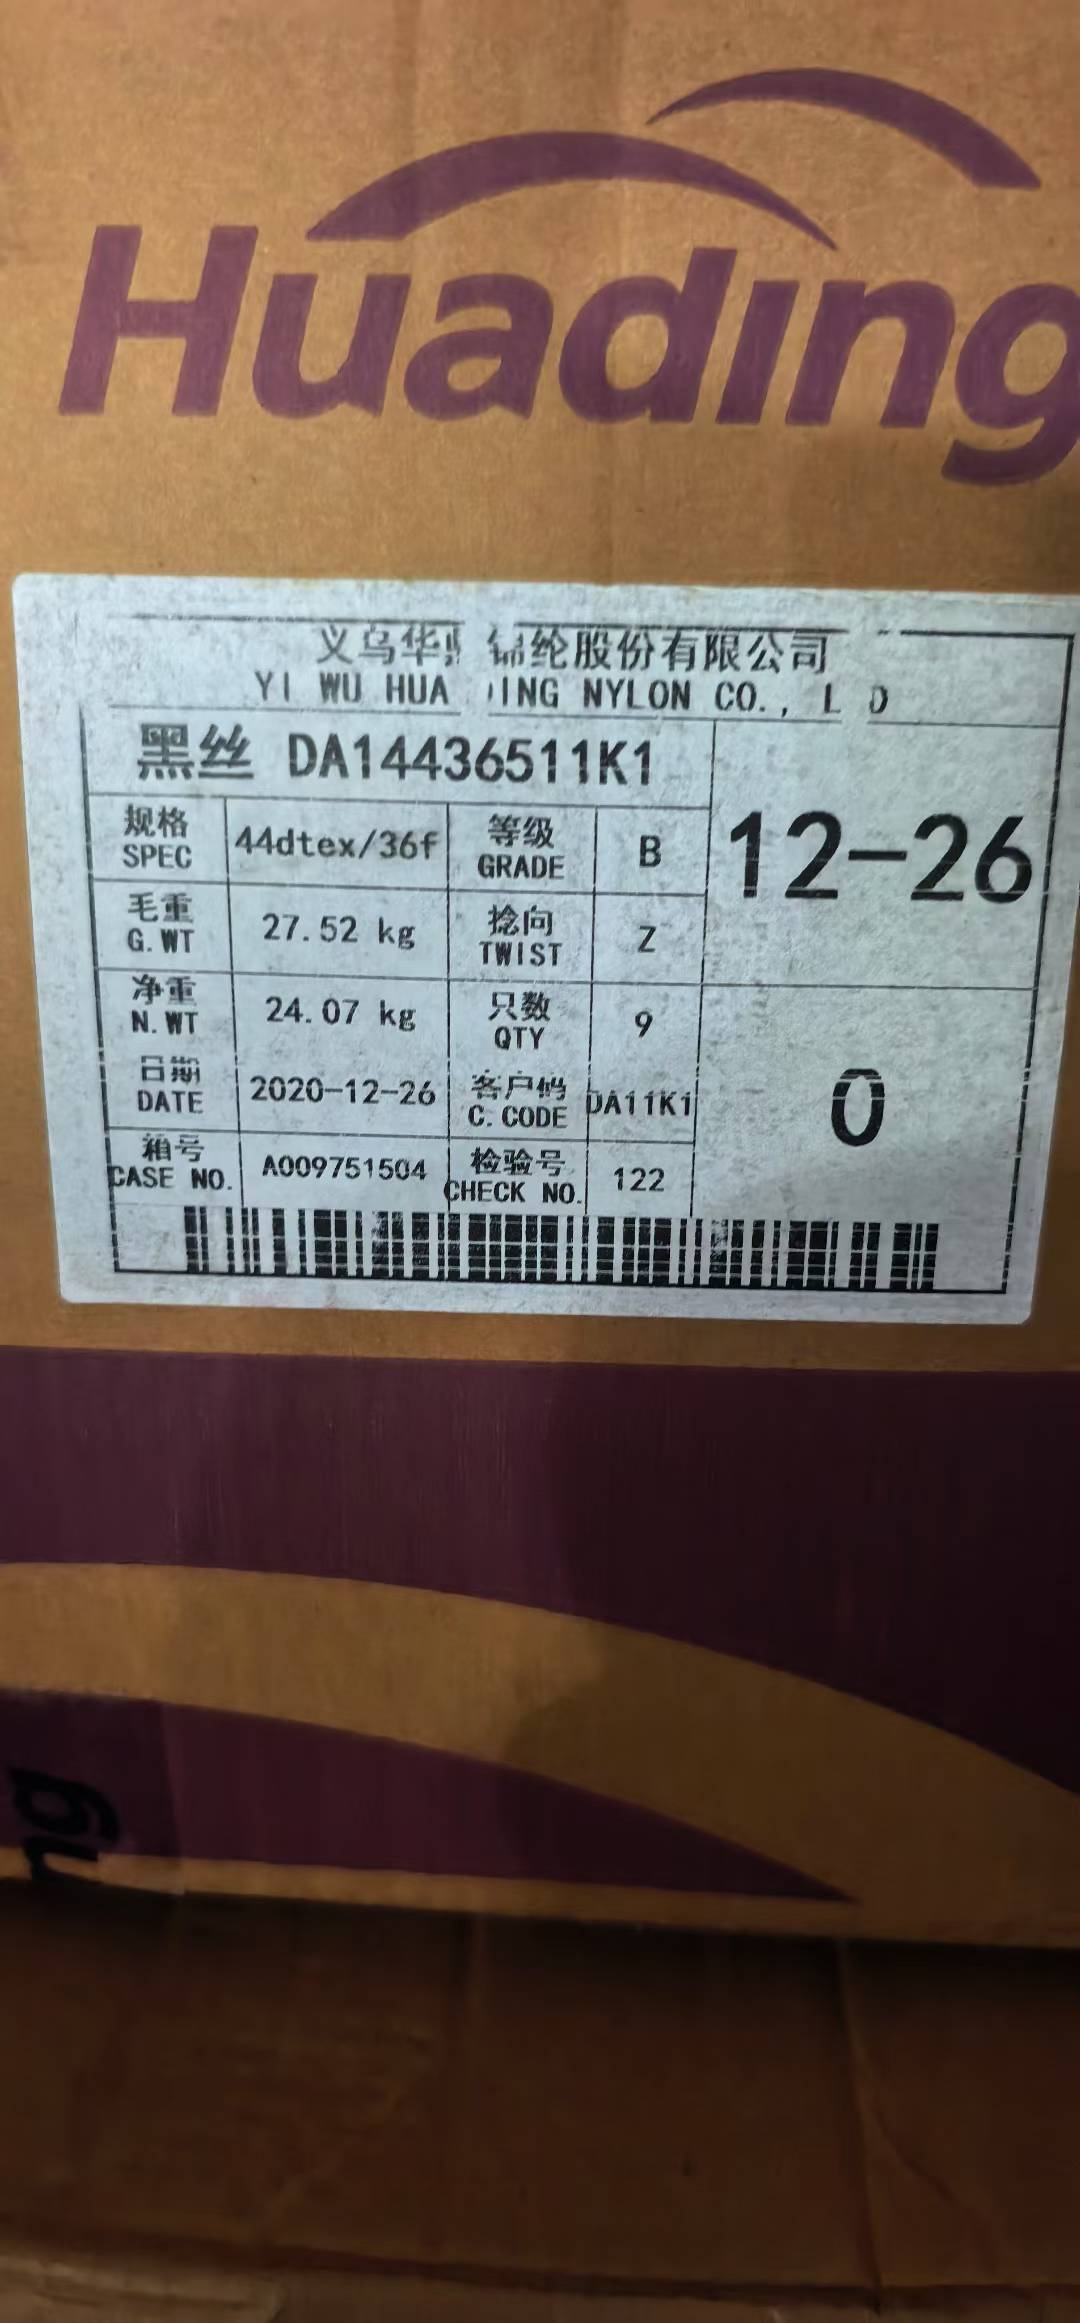 Huading
义乌华 锦纶股份有限公司
YI WU HUA DING NYLON CO., L D
黑丝 DA14436511K1
12-26
规格 SPEC 44dtex/36f 等级 GRADE B
毛重 G.WT 27.52 kg 捻向 TWIST Z
净重 N.WT 24.07 kg 只数 QTY 9
日期 DATE 2020-12-26 客户码 C.CODE DA11K1
0
箱号 CASE NO. A009751504 检验号 CHECK NO. 122
ng